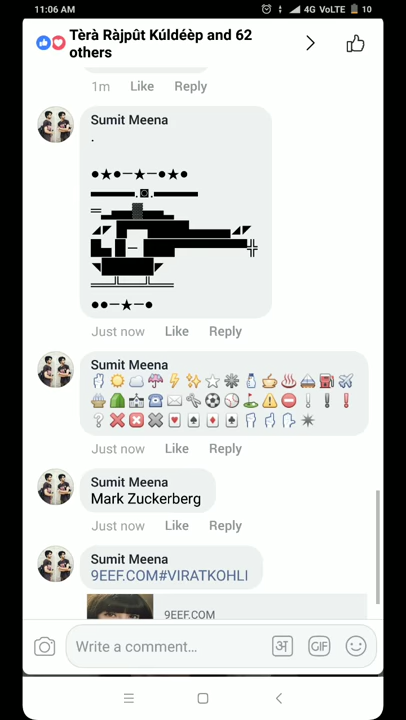 11:06 AM
4G VoLTE 10
Tèrà Ràjpût Kúldéèp and 62
others
1m Like Reply
Sumit Meena
.
●★●─★─●★●
●●─★─●
Just now Like Reply
Sumit Meena
Just now Like Reply
Sumit Meena
Mark Zuckerberg
Just now Like Reply
Sumit Meena
9EEF.COM#VIRATKOHLI
9EEF.COM
Write a comment...
अ
GIF